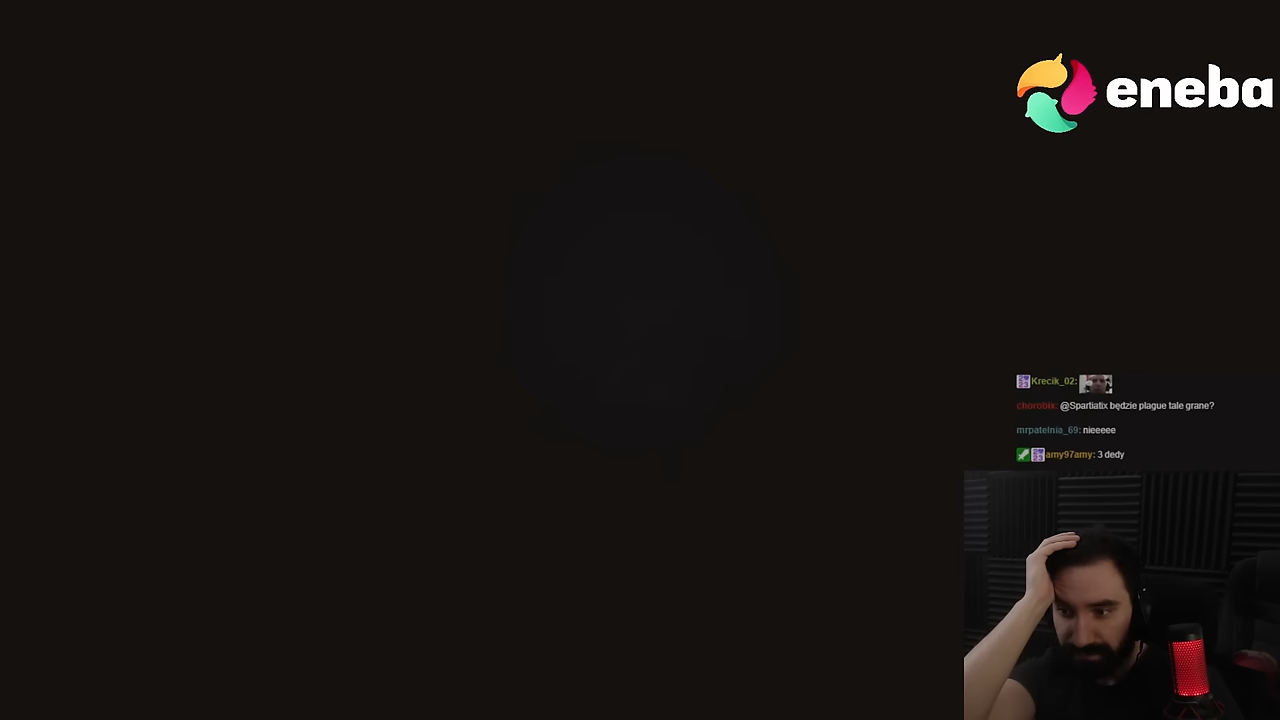 eneba
Krecik_02:
chorobix: @Spartiatix będzie plague tale grane?
mrpatelnia_69: nieeeee
amy97amy: 3 dedy